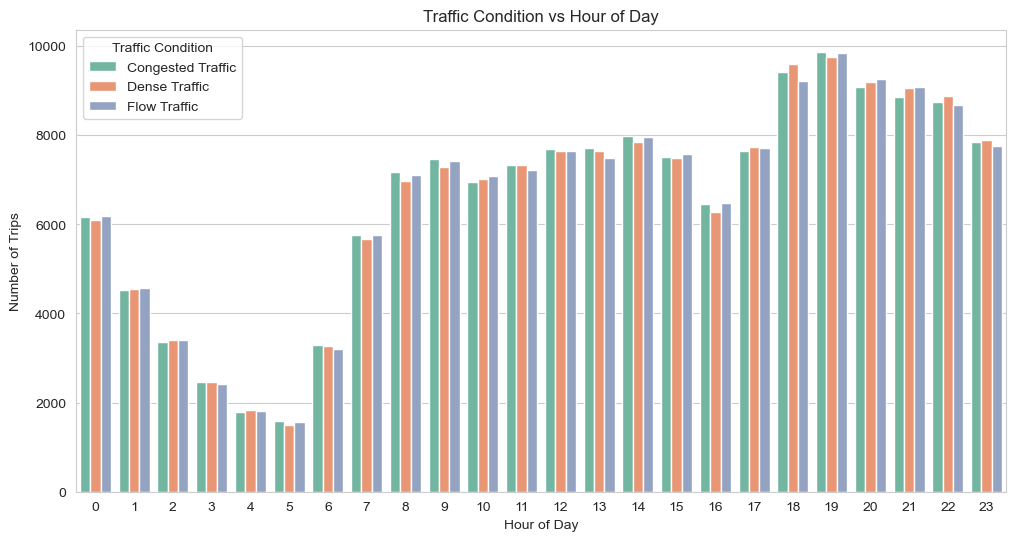 Traffic Condition vs Hour of Day
Traffic Condition
Congested Traffic
Dense Traffic
Flow Traffic
Number of Trips
10000
8000
6000
4000
2000
0
0 1 2 3 4 5 6 7 8 9 10 11 12 13 14 15 16 17 18 19 20 21 22 23
Hour of Day